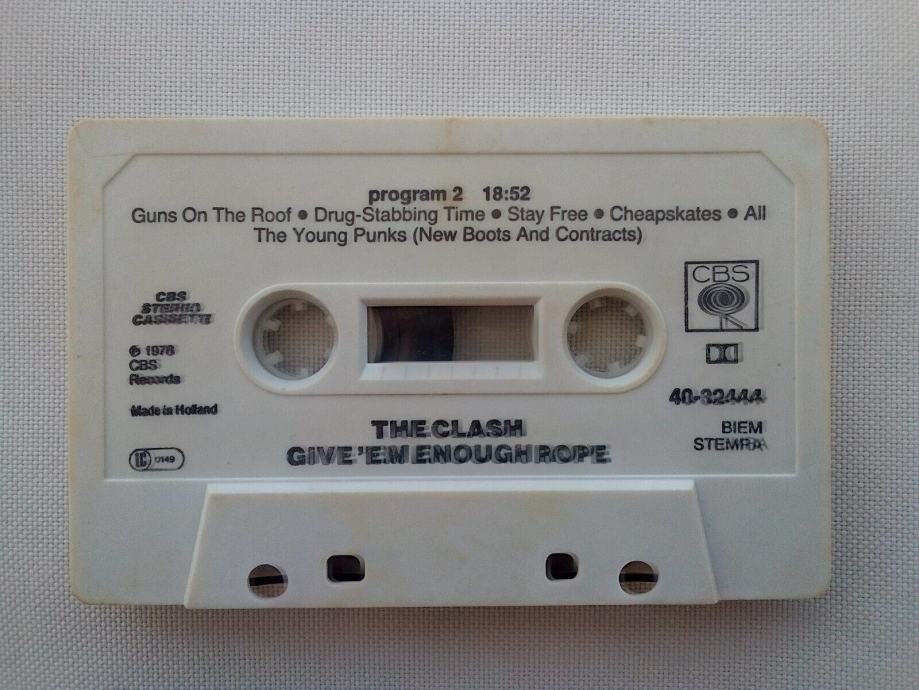 program 2 18:52
Guns On The Roof • Drug-Stabbing Time • Stay Free • Cheapskates • All
The Young Punks (New Boots And Contracts)
CBS
STEREO
CASSETTE
℗ 1978
CBS
Records
Made in Holland
LC 0149
CBS
40-32444
BIEM
STEMRA
THE CLASH
GIVE 'EM ENOUGH ROPE